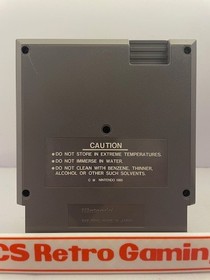 CAUTION
• DO NOT STORE IN EXTREME TEMPERATURES.
• DO NOT IMMERSE IN WATER.
• DO NOT CLEAN WITH BENZENE, THINNER,
ALCOHOL OR OTHER SUCH SOLVENTS.
CS Retro Gaming